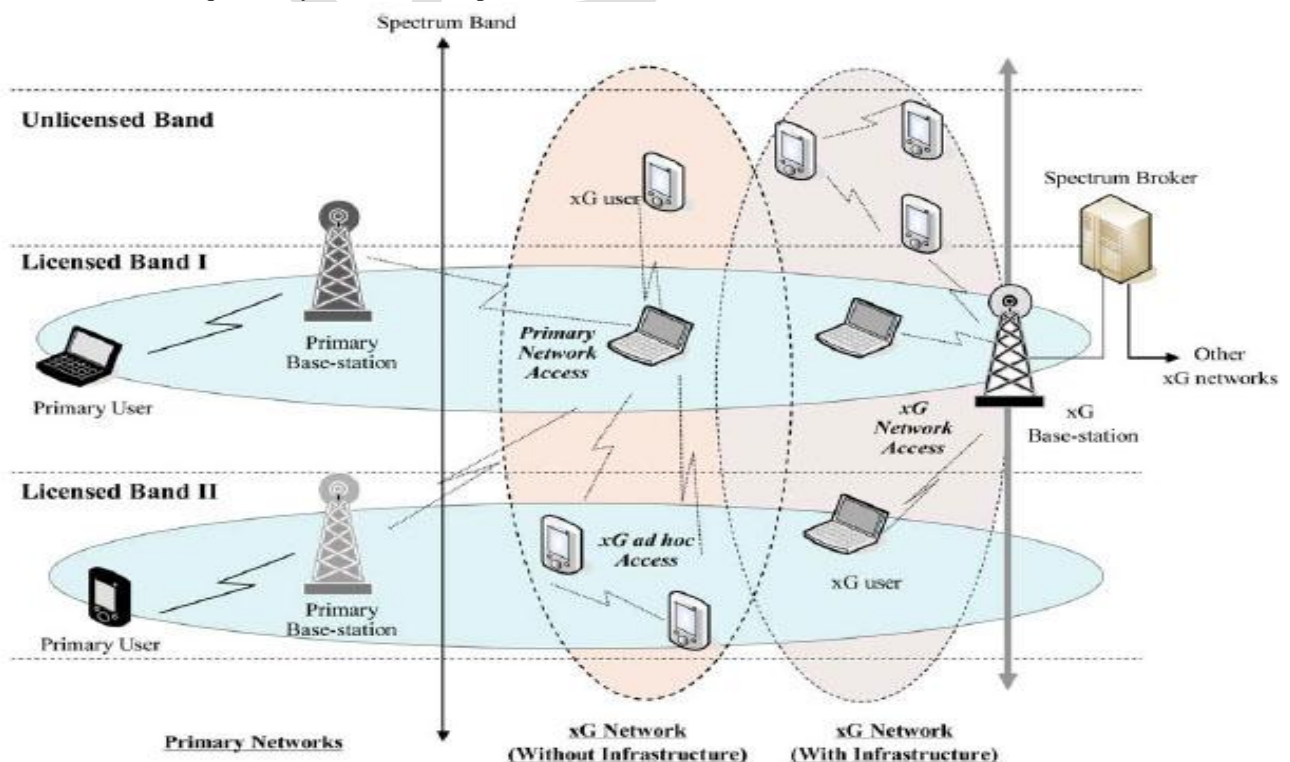 Spectrum Band
Unlicensed Band
xG user
Spectrum Broker
Licensed Band I
Primary
Base-station
Primary
Network
Access
Other
xG networks
Primary User
xG
Network
Access
xG
Base-station
Licensed Band II
xG ad hoc
Access
xG user
Primary
Base-station
Primary User
Primary Networks
xG Network
(Without Infrastructure)
xG Network
(With Infrastructure)